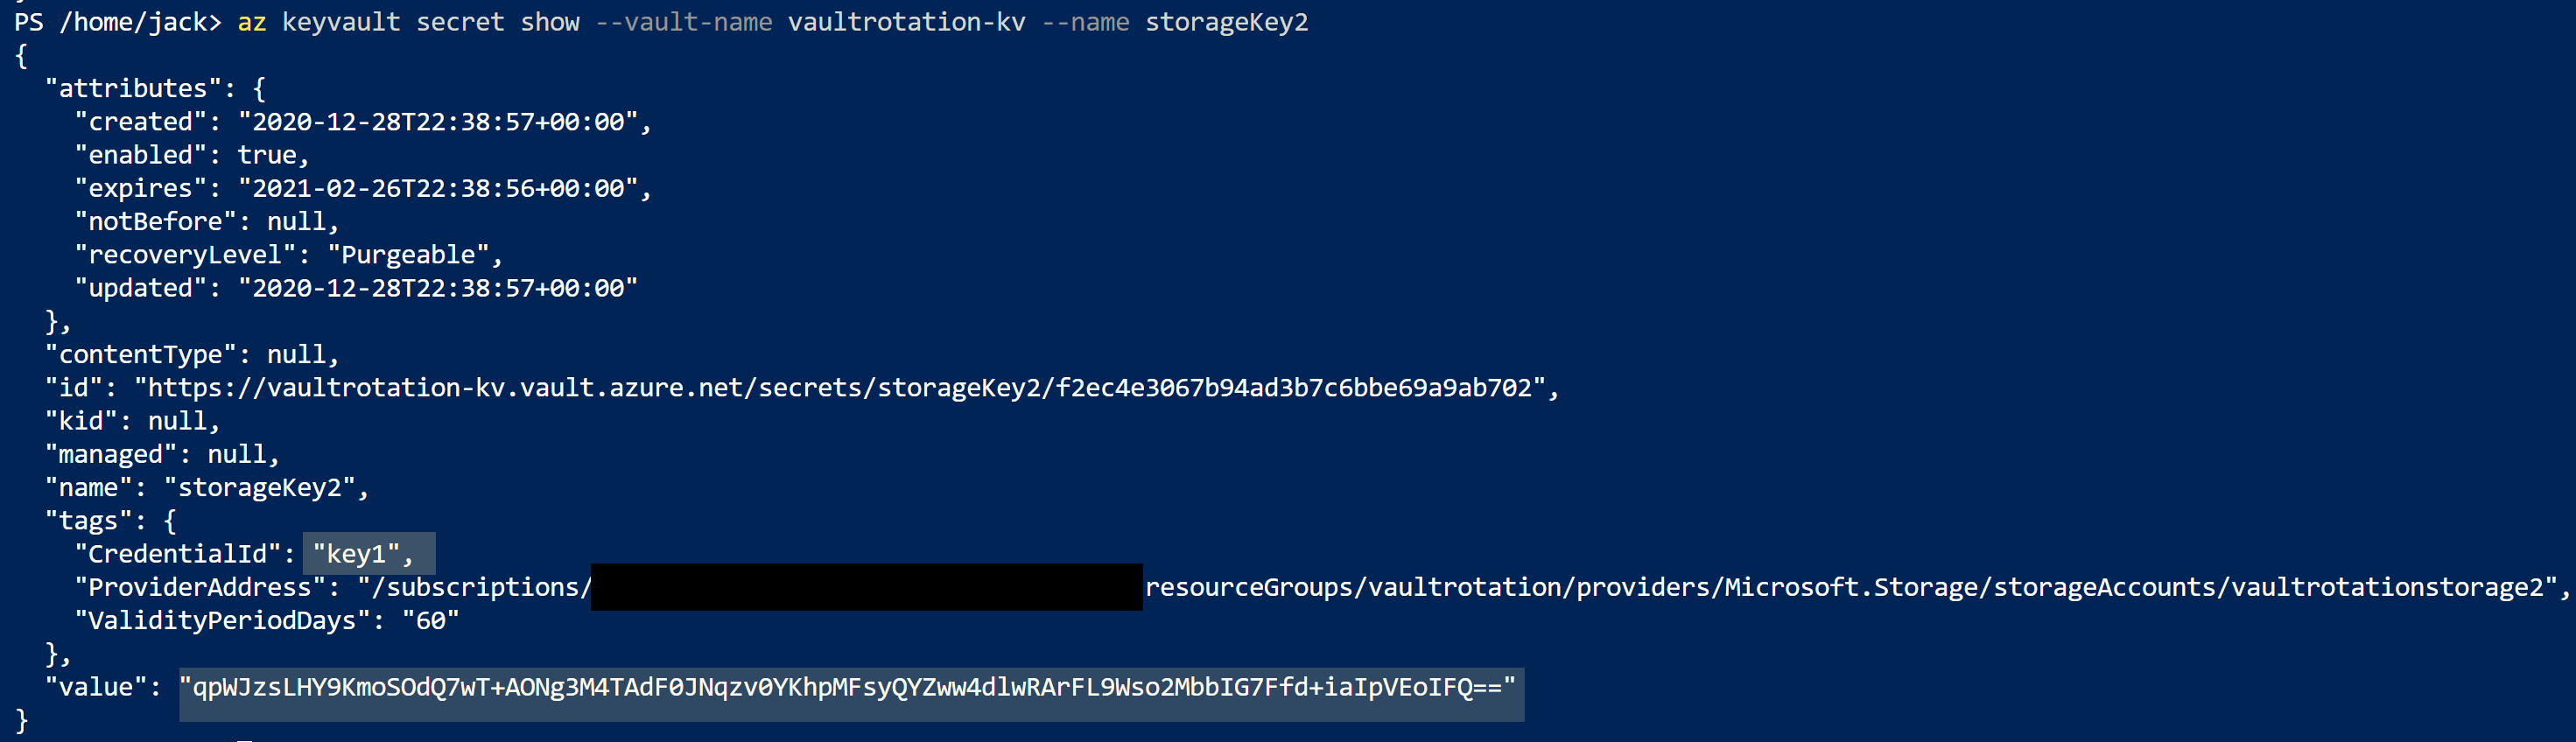 PS /home/jack> az keyvault secret show --vault-name vaultrotation-kv --name storageKey2
{
  "attributes": {
    "created": "2020-12-28T22:38:57+00:00",
    "enabled": true,
    "expires": "2021-02-26T22:38:56+00:00",
    "notBefore": null,
    "recoveryLevel": "Purgeable",
    "updated": "2020-12-28T22:38:57+00:00"
  },
  "contentType": null,
  "id": "https://vaultrotation-kv.vault.azure.net/secrets/storageKey2/f2ec4e3067b94ad3b7c6bbe69a9ab702",
  "kid": null,
  "managed": null,
  "name": "storageKey2",
  "tags": {
    "CredentialId": "key1",
    "ProviderAddress": "/subscriptions/ resourceGroups/vaultrotation/providers/Microsoft.Storage/storageAccounts/vaultrotationstorage2",
    "ValidityPeriodDays": "60"
  },
  "value": "qpWJzsLHY9KmoSOdQ7wT+AONg3M4TAdF0JNqzv0YKhpMFsyQYZww4dlwRArFL9Wso2MbbIG7Ffd+iaIpVEoIFQ=="
}